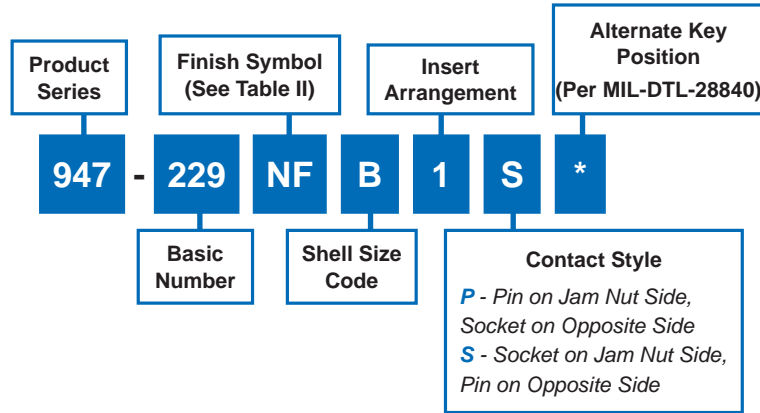 Product
Series
Finish Symbol
(See Table II)
Insert
Arrangement
Alternate Key
Position
(Per MIL-DTL-28840)
947 - 229 NF B 1 S *
Basic
Number
Shell Size
Code
Contact Style
P - Pin on Jam Nut Side,
Socket on Opposite Side
S - Socket on Jam Nut Side,
Pin on Opposite Side